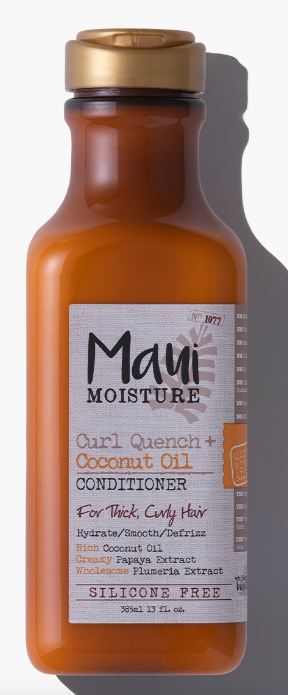 Nº 1977
Maui
MOISTURE
Curl Quench +
Coconut Oil
CONDITIONER
For Thick, Curly Hair
Hydrate/Smooth/Defrizz
Rich Coconut Oil
Creamy Papaya Extract
Wholesome Plumeria Extract
SILICONE FREE
385ml 13 fl. oz.